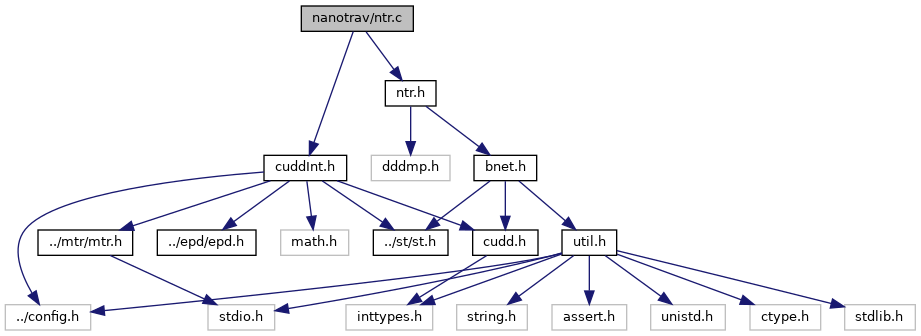 nanotrav/ntr.c
ntr.h
cuddInt.h
dddmp.h
bnet.h
../mtr/mtr.h
../epd/epd.h
math.h
../st/st.h
cudd.h
util.h
../config.h
stdio.h
inttypes.h
string.h
assert.h
unistd.h
ctype.h
stdlib.h